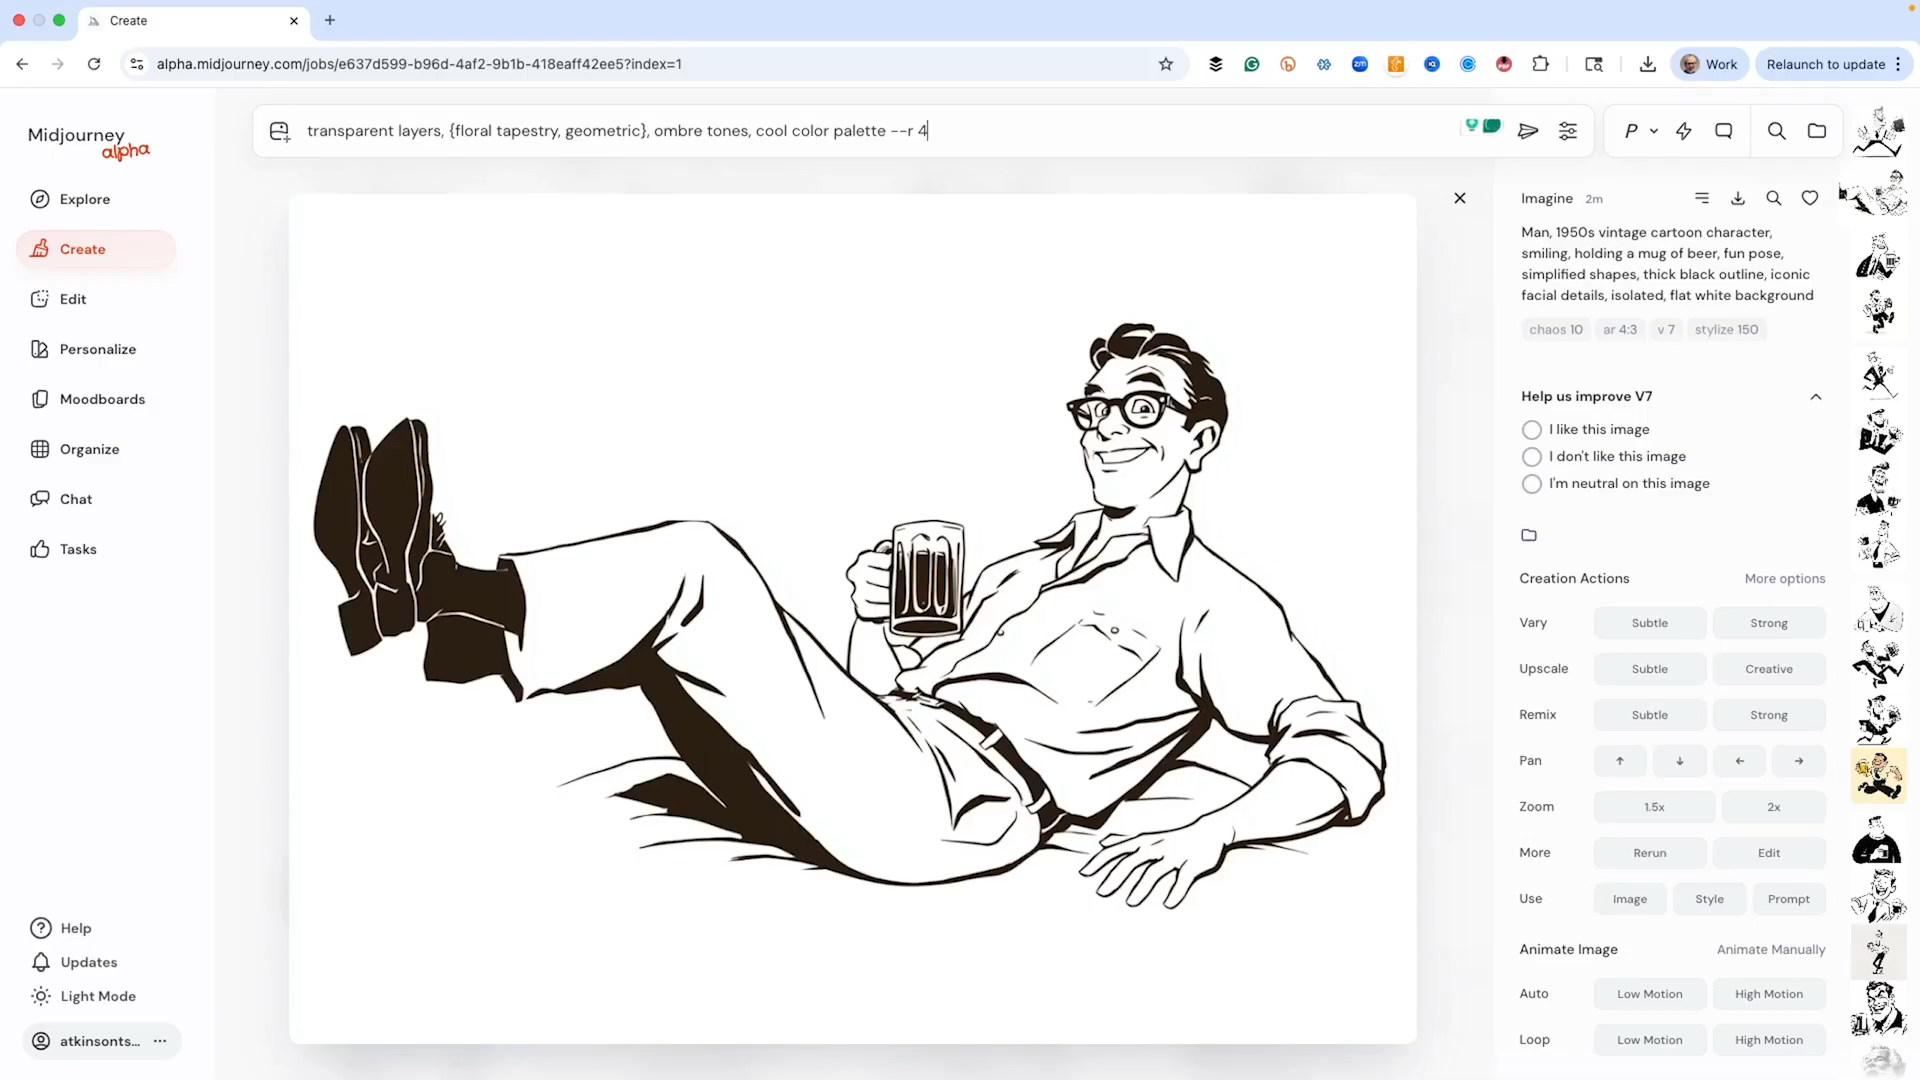 Create
alpha.midjourney.com/jobs/e637d599-b96d-4af2-9b1b-418eaff42ee5?index=1
Work
Relaunch to update
Midjourney
alpha
transparent layers, {floral tapestry, geometric}, ombre tones, cool color palette --r 4
P
Explore
Create
Edit
Personalize
Moodboards
Organize
Chat
Tasks
Help
Updates
Light Mode
atkinsonts...
Imagine 2m
Man, 1950s vintage cartoon character,
smiling, holding a mug of beer, fun pose,
simplified shapes, thick black outline, iconic
facial details, isolated, flat white background
chaos 10 ar 4:3 v 7 stylize 150
Help us improve V7
I like this image
I don't like this image
I'm neutral on this image
Creation Actions More options
Vary Subtle Strong
Upscale Subtle Creative
Remix Subtle Strong
Pan
Zoom 1.5x 2x
More Rerun Edit
Use Image Style Prompt
Animate Image Animate Manually
Auto Low Motion High Motion
Loop Low Motion High Motion